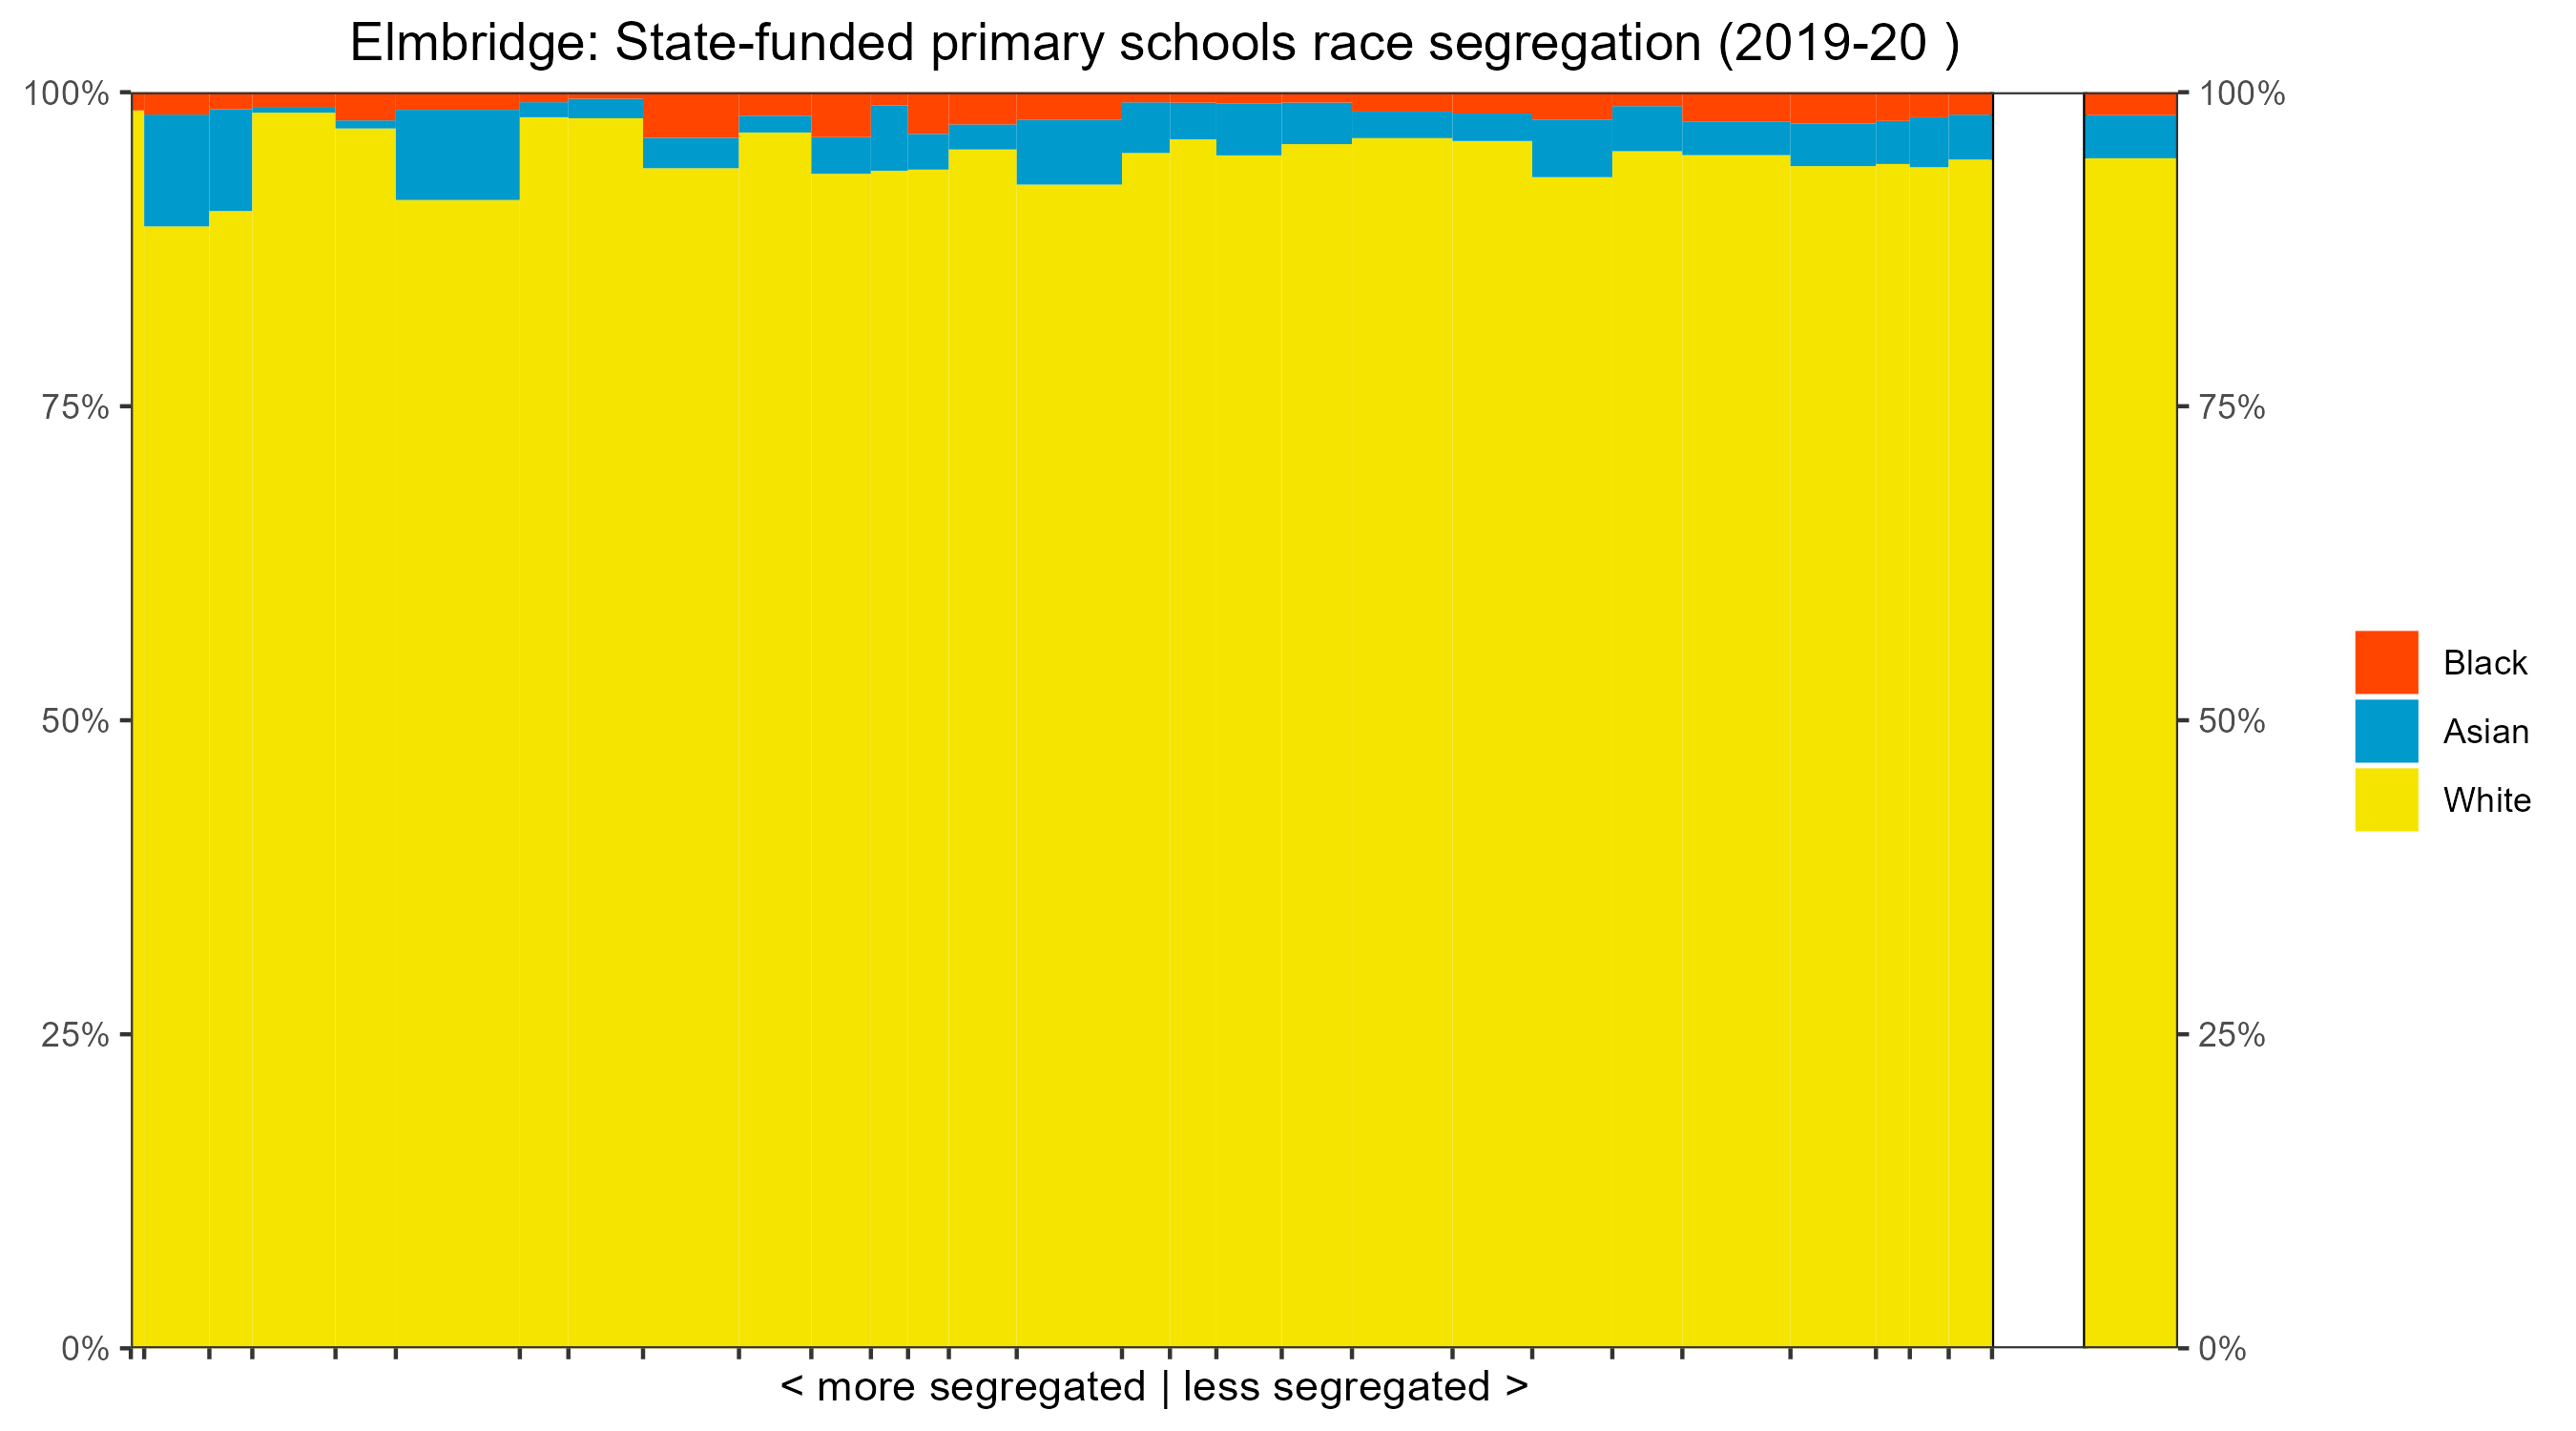 Elmbridge: State-funded primary schools race segregation (2019-20 )
100%
75%
50%
25%
0%
100%
75%
50%
25%
0%
Black
Asian
White
< more segregated | less segregated >